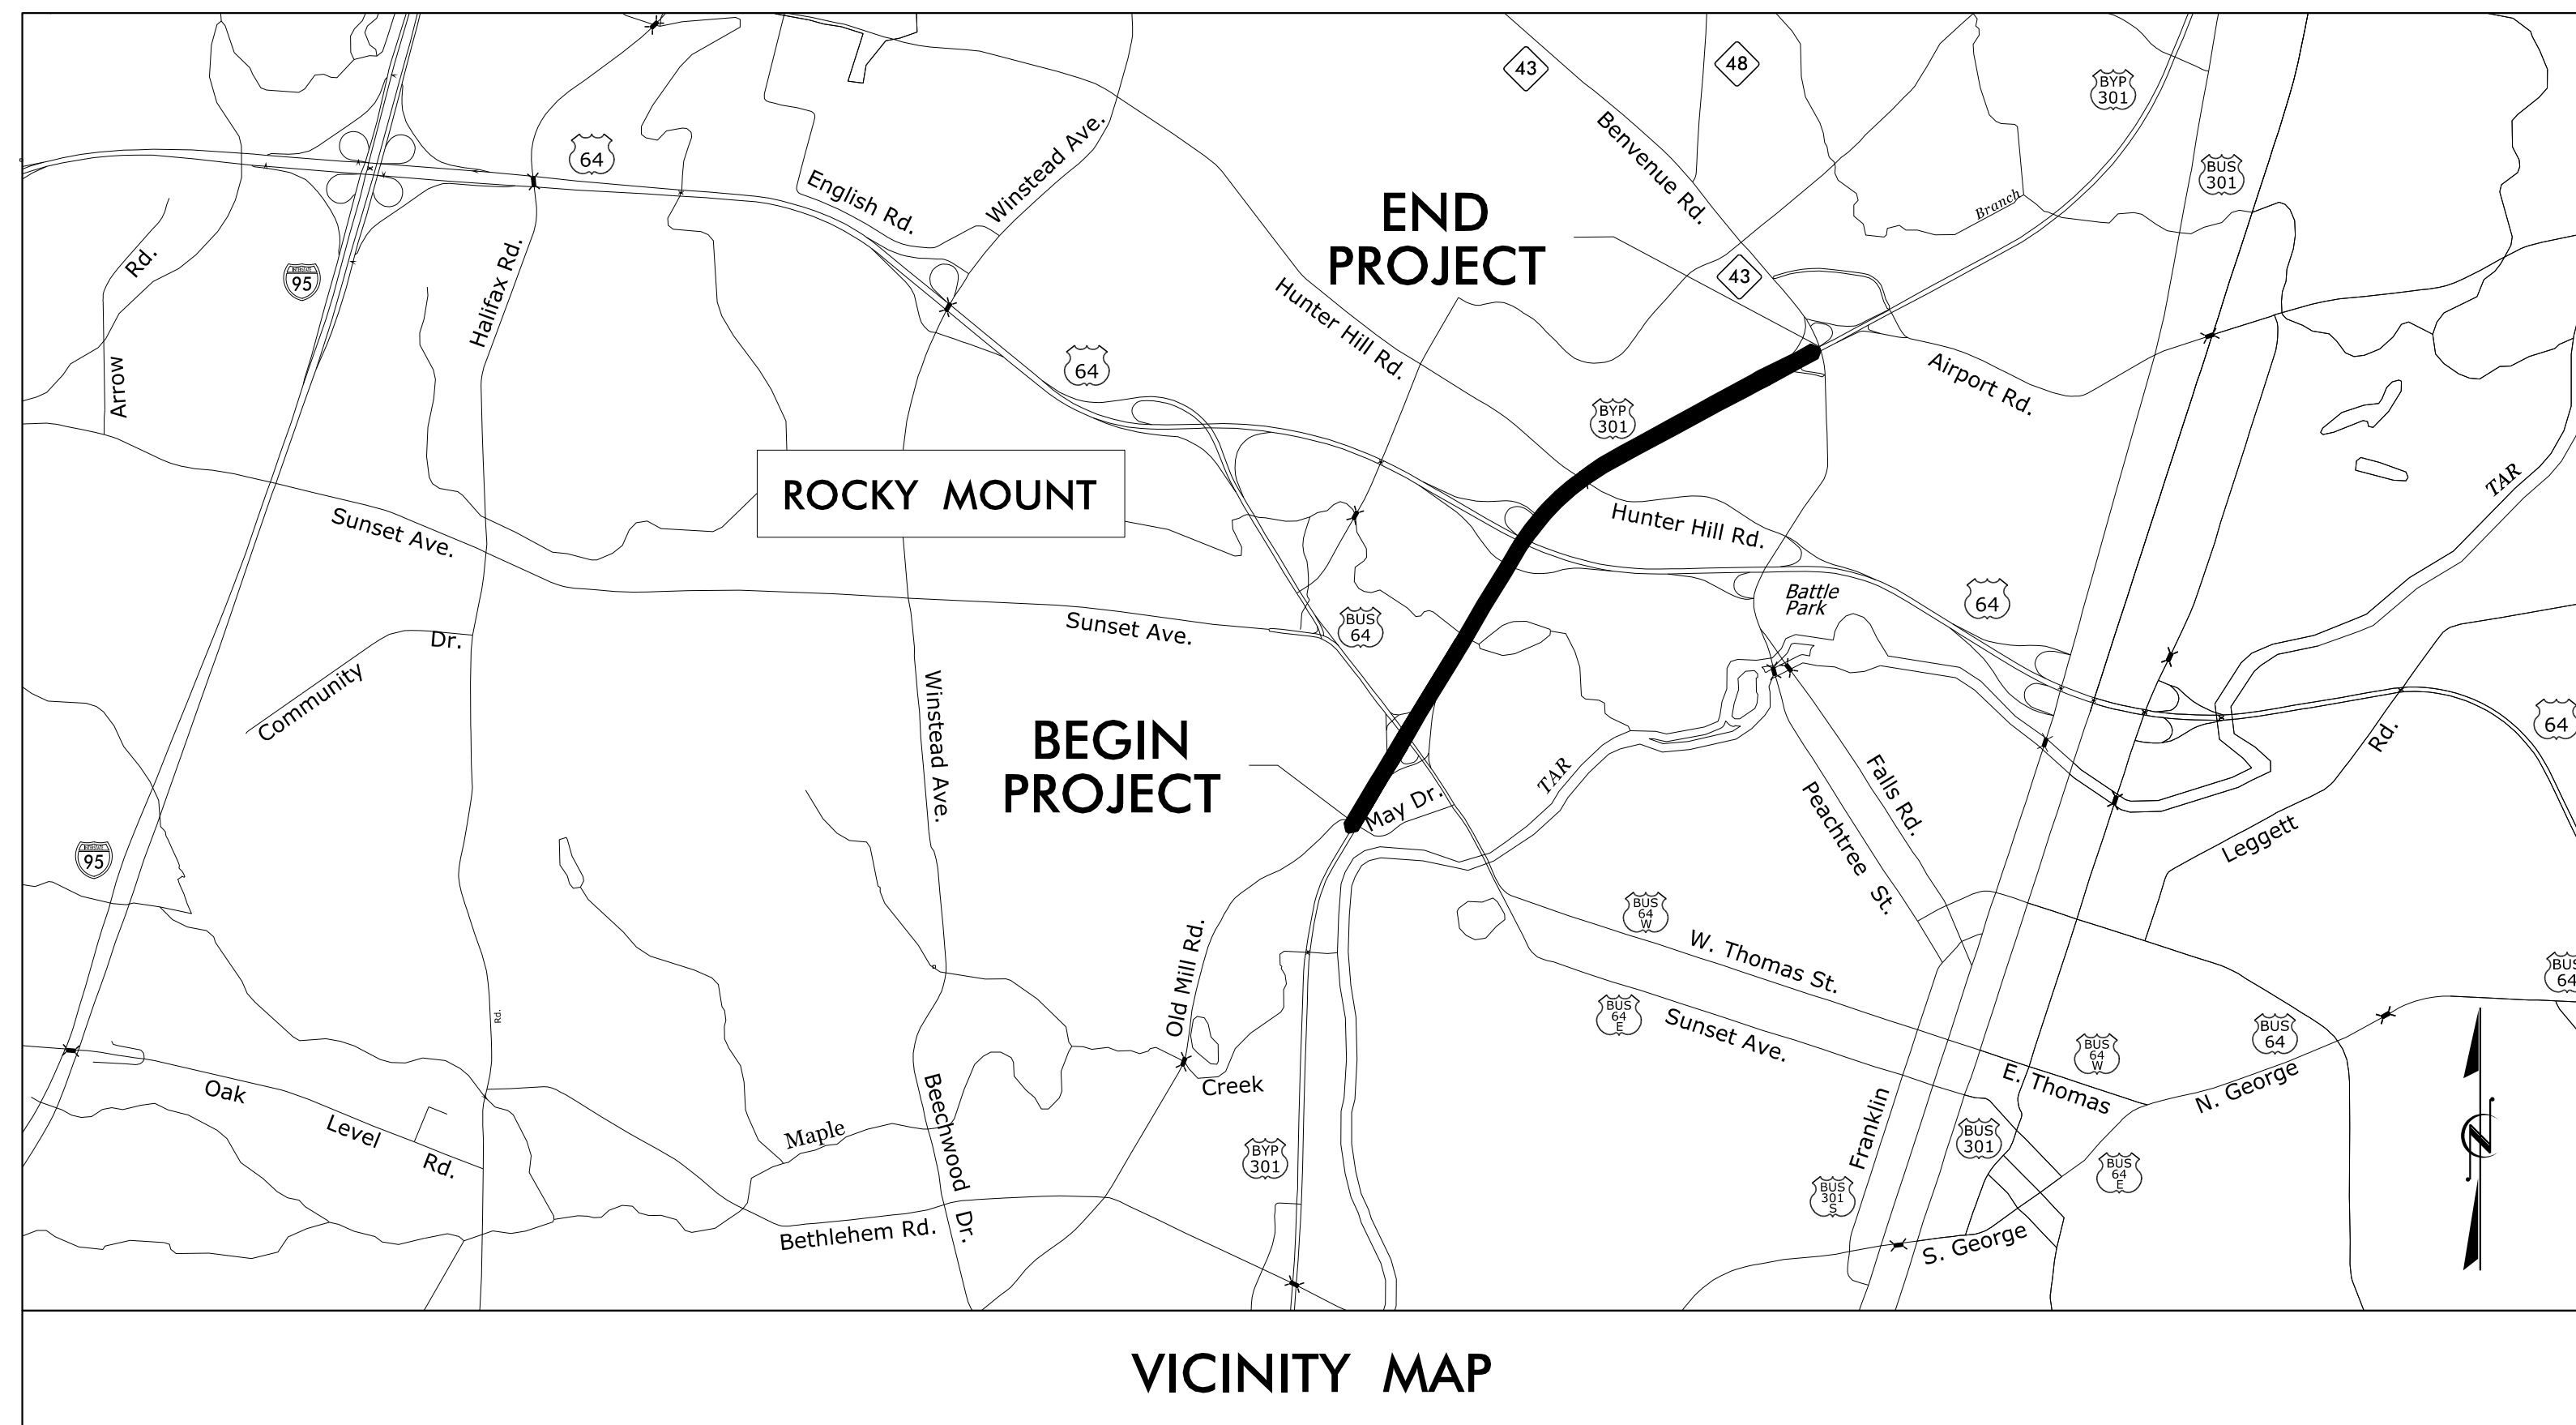 43
48
BYP
301
Benvenue Rd.
64
Winstead Ave.
English Rd.
BUS
301
Branch
END
PROJECT
Rd.
95
Halifax Rd.
43
Hunter Hill Rd.
64
Arrow
Airport Rd.
BYP
301
ROCKY MOUNT
TAR
Sunset Ave.
Hunter Hill Rd.
Battle
Park
64
Sunset Ave.
BUS
64
Dr.
Community
Winstead Ave.
64
Rd.
BEGIN
PROJECT
May Dr.
TAR
Falls Rd.
Peachtree St.
Leggett
95
BUS
64
W
W. Thomas St.
Old Mill Rd.
BUS
64
Rd.
BUS
64
E
Sunset Ave.
BUS
64
W
BUS
64
Oak
Level
Rd.
Creek
Beechwood Dr.
Maple
E. Thomas
N. George
Franklin
BUS
301
BYP
301
BUS
64
E
BUS
301
S
Bethlehem Rd.
S. George
N
VICINITY MAP